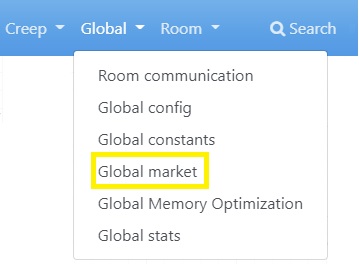 Creep Global Room Search
Room communication
Global config
Global constants
Global market
Global Memory Optimization
Global stats